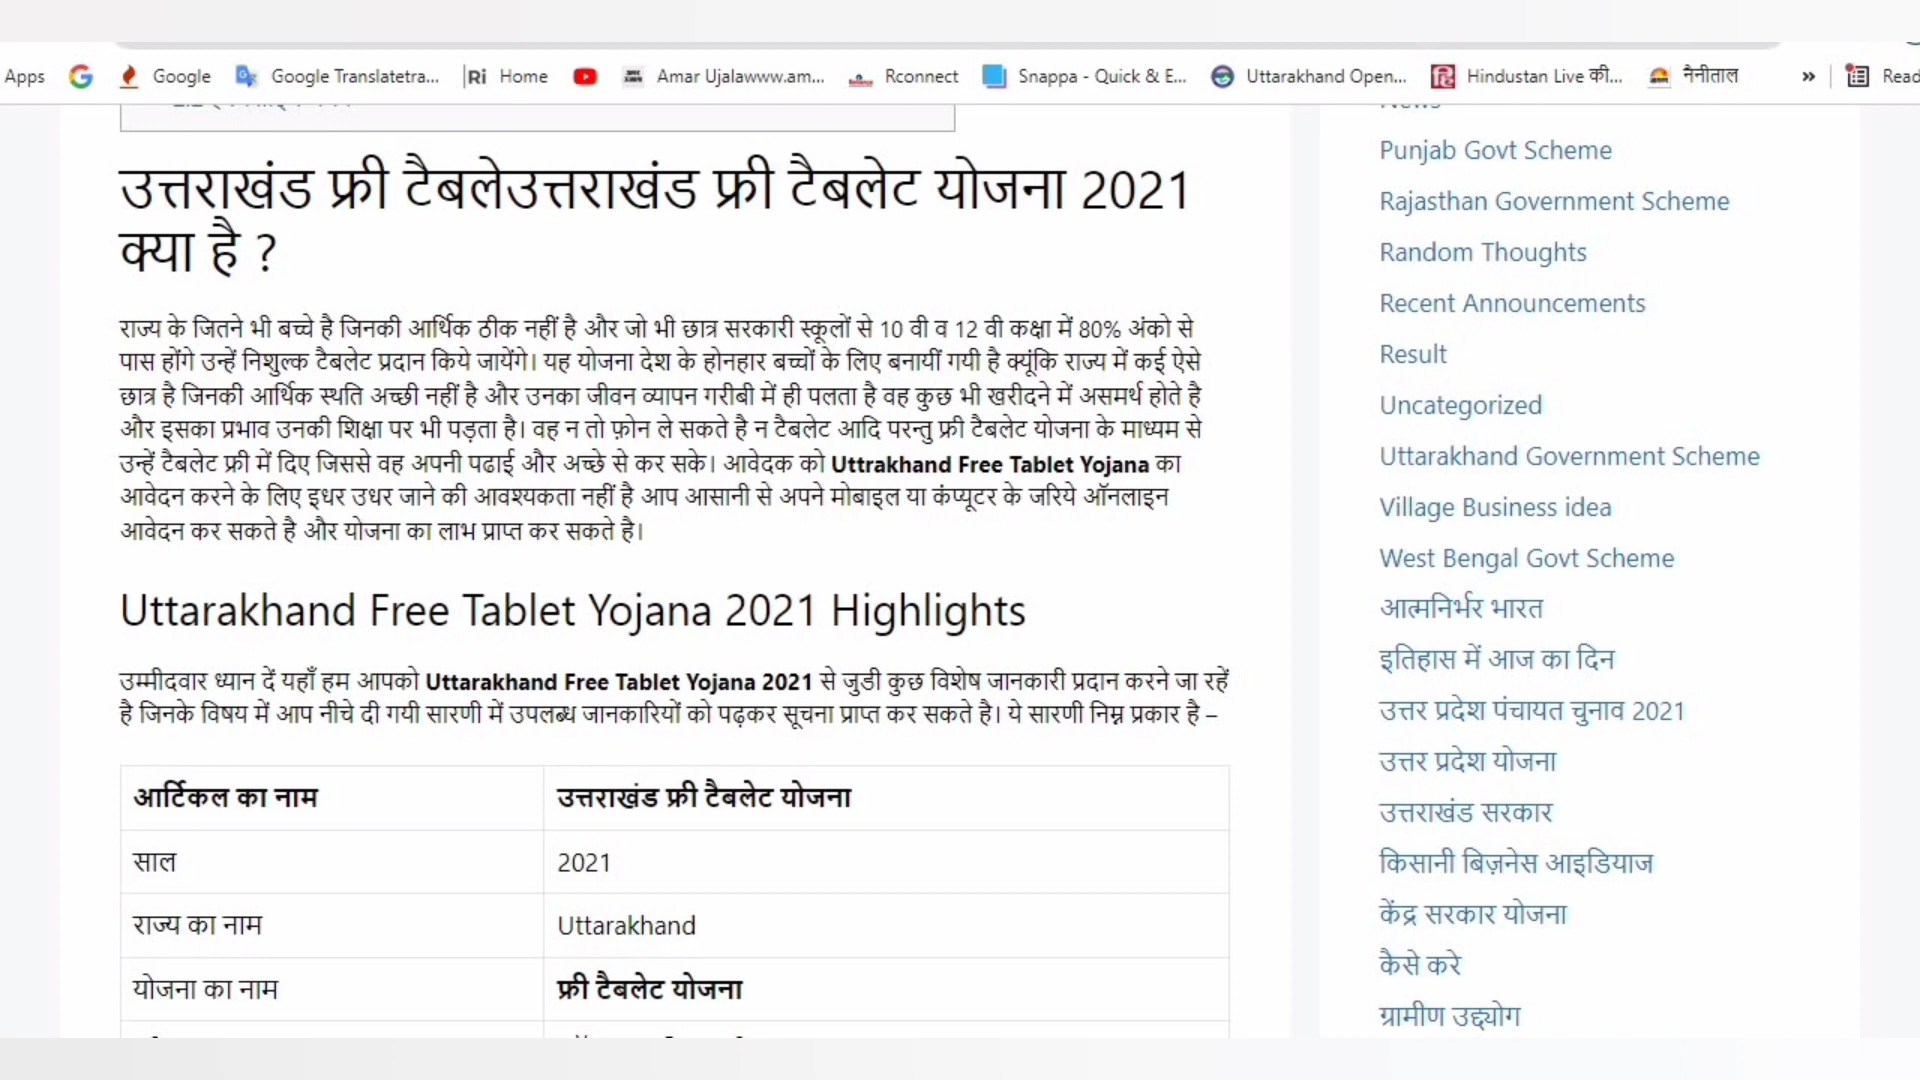 Apps Google Google Translatetra... Ri Home Amar Ujalawww.am... Rconnect Snappa - Quick & E... Uttarakhand Open... Hindustan Live की... नैनीताल » Read
उत्तराखंड फ्री टैबलेउत्तराखंड फ्री टैबलेट योजना 2021
क्या है ?
राज्य के जितने भी बच्चे है जिनकी आर्थिक ठीक नहीं है और जो भी छात्र सरकारी स्कूलों से 10 वी व 12 वी कक्षा में 80% अंको से
पास होंगे उन्हें निशुल्क टैबलेट प्रदान किये जायेंगे। यह योजना देश के होनहार बच्चों के लिए बनायीं गयी है क्यूंकि राज्य में कई ऐसे
छात्र है जिनकी आर्थिक स्थति अच्छी नहीं है और उनका जीवन व्यापन गरीबी में ही पलता है वह कुछ भी खरीदने में असमर्थ होते है
और इसका प्रभाव उनकी शिक्षा पर भी पड़ता है। वह न तो फ़ोन ले सकते है न टैबलेट आदि परन्तु फ्री टैबलेट योजना के माध्यम से
उन्हें टैबलेट फ्री में दिए जिससे वह अपनी पढाई और अच्छे से कर सके। आवेदक को Uttrakhand Free Tablet Yojana का
आवेदन करने के लिए इधर उधर जाने की आवश्यकता नहीं है आप आसानी से अपने मोबाइल या कंप्यूटर के जरिये ऑनलाइन
आवेदन कर सकते है और योजना का लाभ प्राप्त कर सकते है।
Uttarakhand Free Tablet Yojana 2021 Highlights
उम्मीदवार ध्यान दें यहाँ हम आपको Uttarakhand Free Tablet Yojana 2021 से जुडी कुछ विशेष जानकारी प्रदान करने जा रहें
है जिनके विषय में आप नीचे दी गयी सारणी में उपलब्ध जानकारियों को पढ़कर सूचना प्राप्त कर सकते है। ये सारणी निम्न प्रकार है –
आर्टिकल का नाम उत्तराखंड फ्री टैबलेट योजना
साल 2021
राज्य का नाम Uttarakhand
योजना का नाम फ्री टैबलेट योजना
News
Punjab Govt Scheme
Rajasthan Government Scheme
Random Thoughts
Recent Announcements
Result
Uncategorized
Uttarakhand Government Scheme
Village Business idea
West Bengal Govt Scheme
आत्मनिर्भर भारत
इतिहास में आज का दिन
उत्तर प्रदेश पंचायत चुनाव 2021
उत्तर प्रदेश योजना
उत्तराखंड सरकार
किसानी बिज़नेस आइडियाज
केंद्र सरकार योजना
कैसे करे
ग्रामीण उद्द्योग